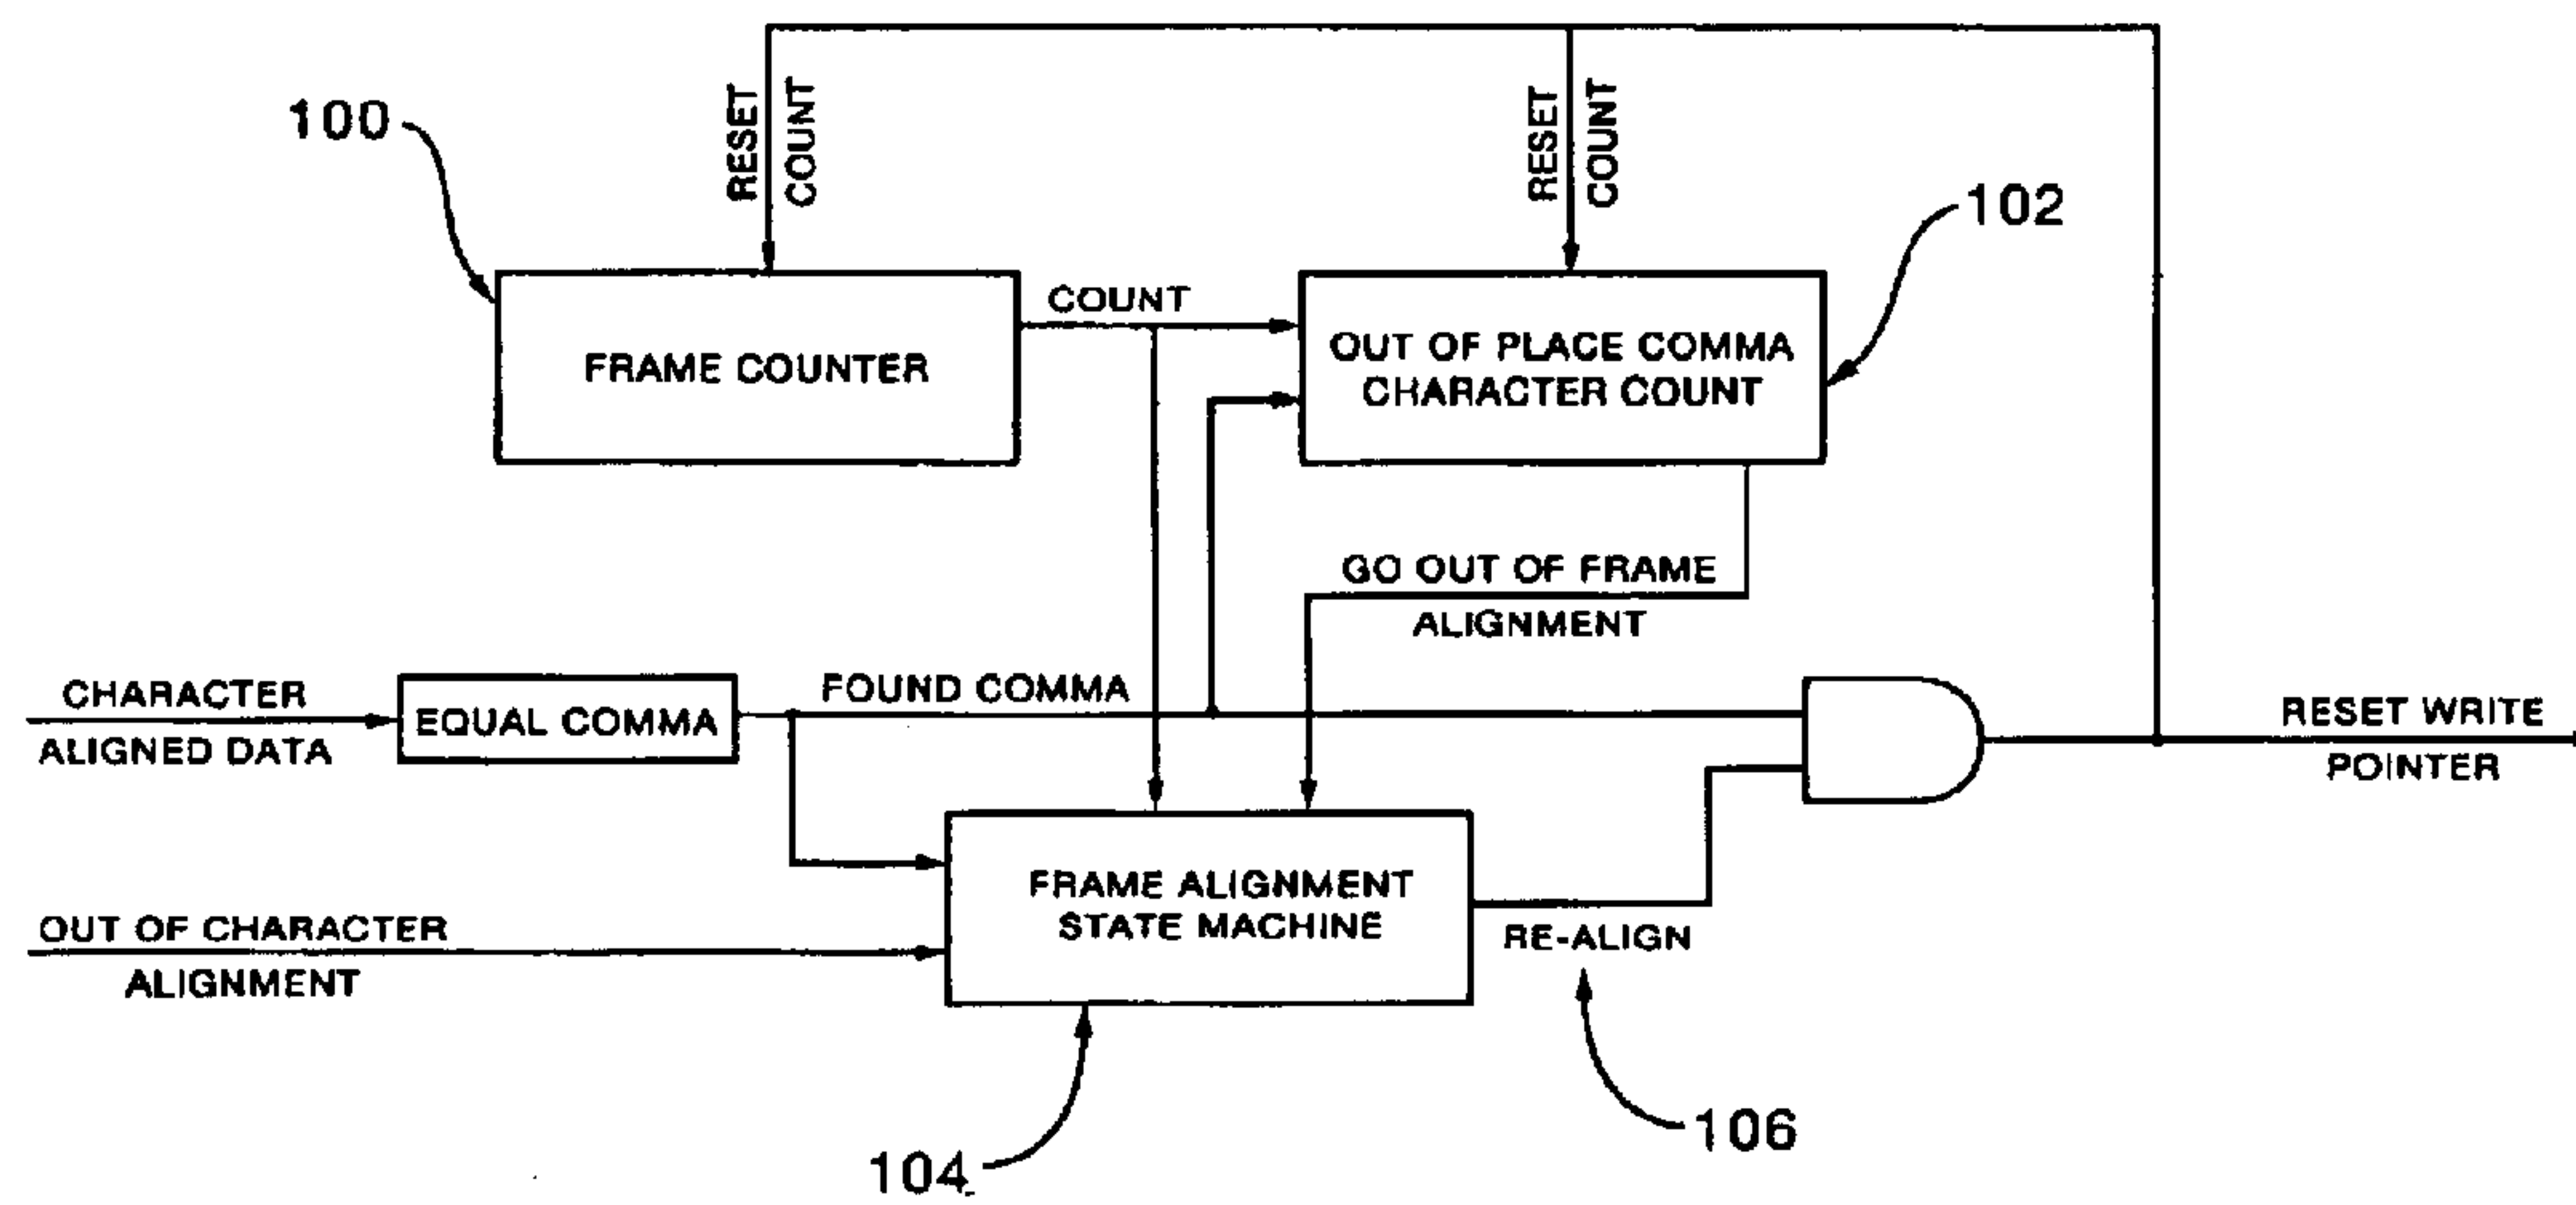 100
RESET
COUNT
RESET
COUNT
102
COUNT
FRAME COUNTER
OUT OF PLACE COMMA
CHARACTER COUNT
GO OUT OF FRAME
ALIGNMENT
CHARACTER
ALIGNED DATA
EQUAL COMMA
FOUND COMMA
RESET WRITE
POINTER
OUT OF CHARACTER
ALIGNMENT
FRAME ALIGNMENT
STATE MACHINE
RE-ALIGN
104
106